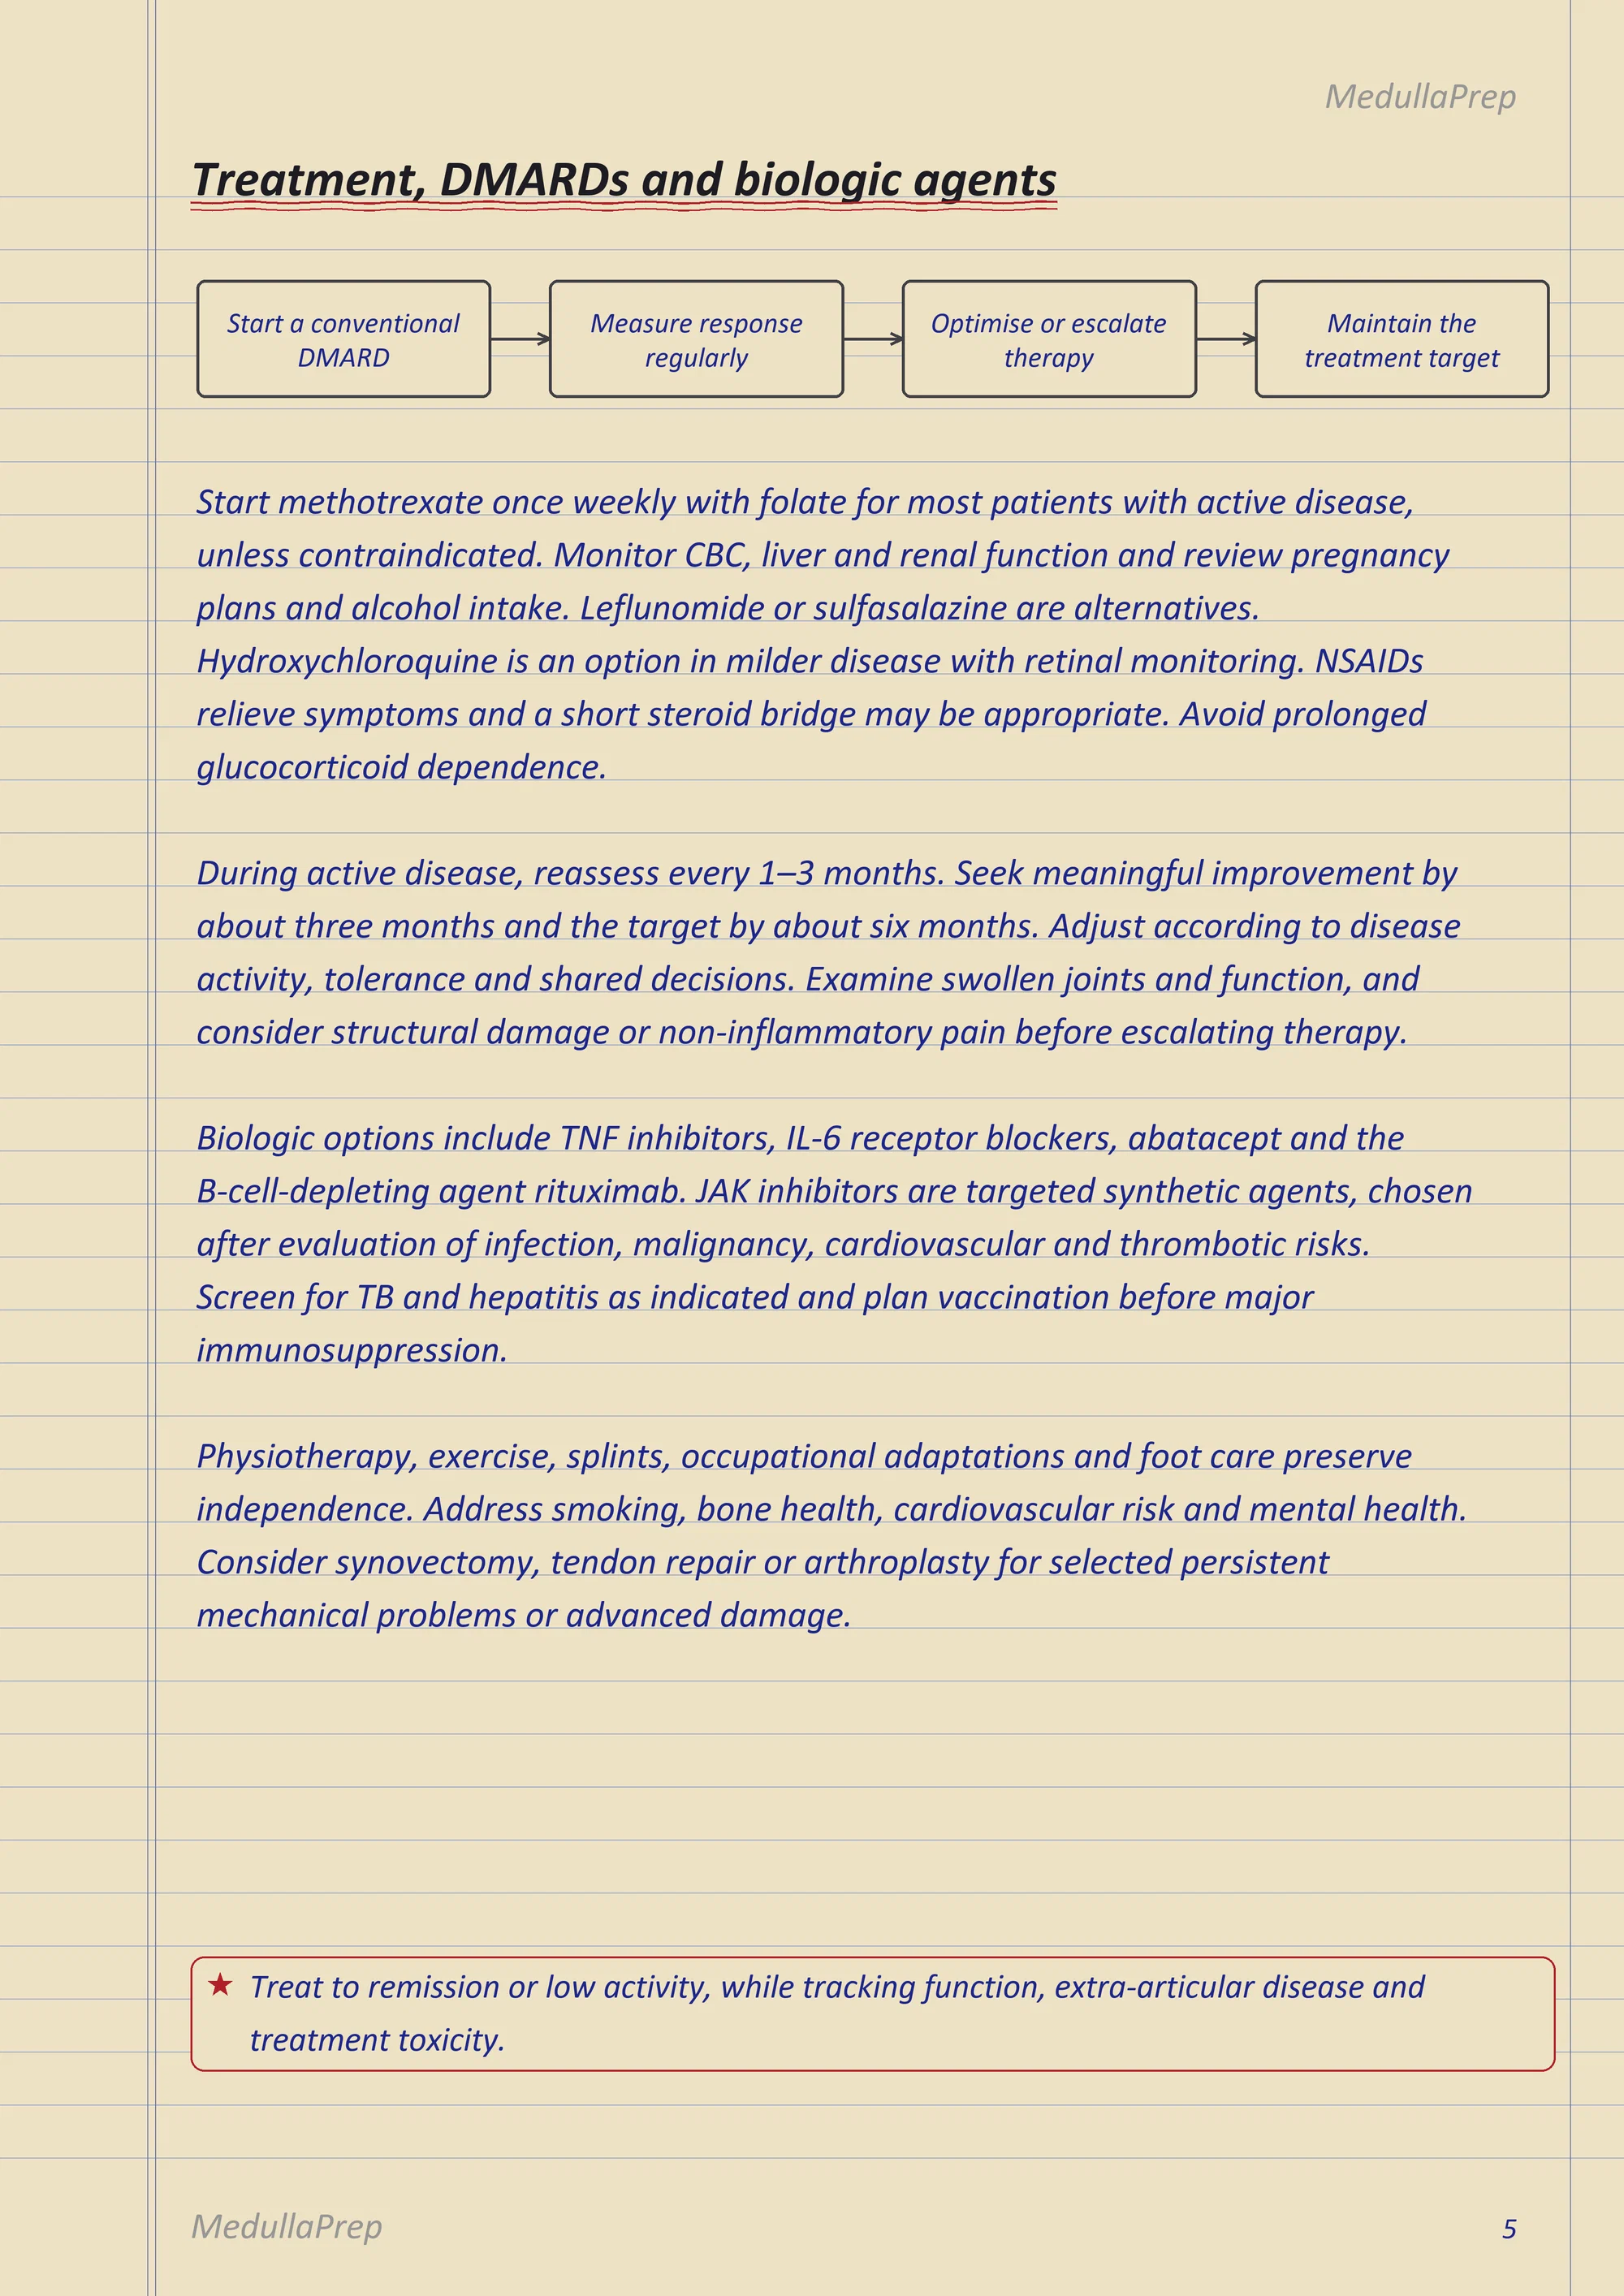 MedullaPrep
Treatment, DMARDs and biologic agents
Start a conventional
DMARD
Measure response
regularly
Optimise or escalate
therapy
Maintain the
treatment target
Start methotrexate once weekly with folate for most patients with active disease,
unless contraindicated. Monitor CBC, liver and renal function and review pregnancy
plans and alcohol intake. Leflunomide or sulfasalazine are alternatives.
Hydroxychloroquine is an option in milder disease with retinal monitoring. NSAIDs
relieve symptoms and a short steroid bridge may be appropriate. Avoid prolonged
glucocorticoid dependence.
During active disease, reassess every 1–3 months. Seek meaningful improvement by
about three months and the target by about six months. Adjust according to disease
activity, tolerance and shared decisions. Examine swollen joints and function, and
consider structural damage or non-inflammatory pain before escalating therapy.
Biologic options include TNF inhibitors, IL-6 receptor blockers, abatacept and the
B-cell-depleting agent rituximab. JAK inhibitors are targeted synthetic agents, chosen
after evaluation of infection, malignancy, cardiovascular and thrombotic risks.
Screen for TB and hepatitis as indicated and plan vaccination before major
immunosuppression.
Physiotherapy, exercise, splints, occupational adaptations and foot care preserve
independence. Address smoking, bone health, cardiovascular risk and mental health.
Consider synovectomy, tendon repair or arthroplasty for selected persistent
mechanical problems or advanced damage.
★ Treat to remission or low activity, while tracking function, extra-articular disease and
treatment toxicity.
MedullaPrep
5